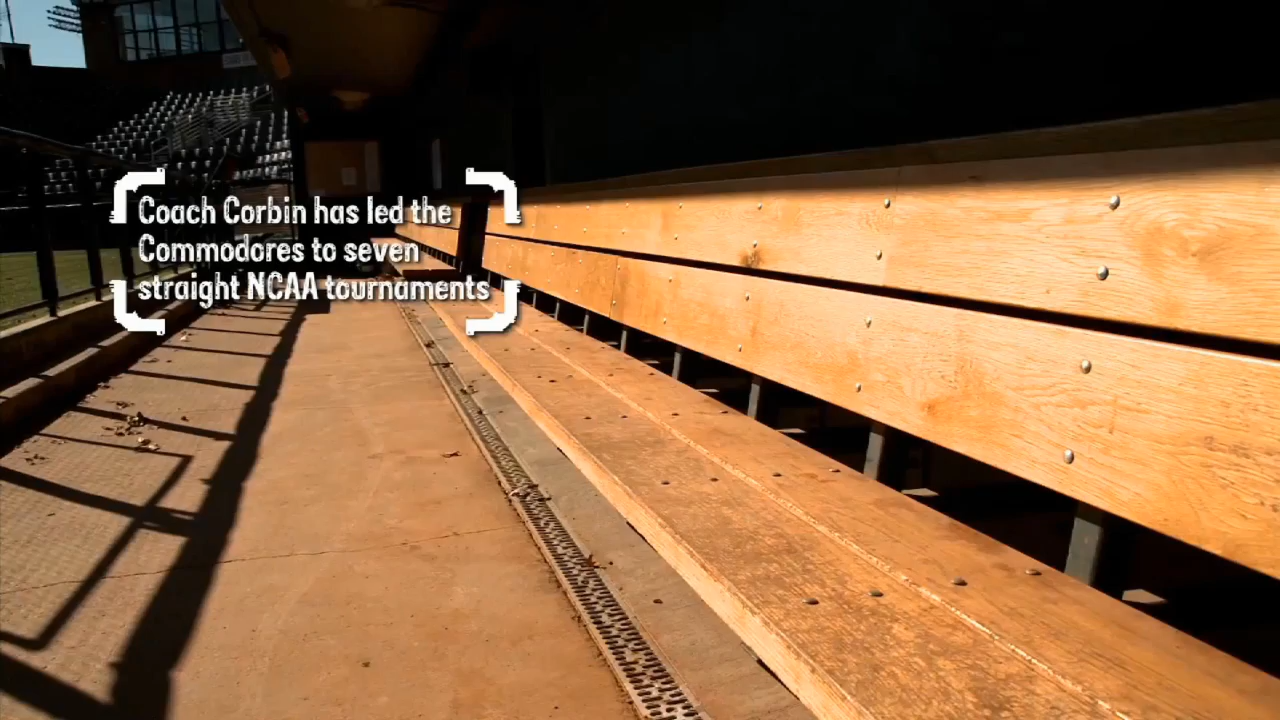 Coach Corbin has led the
Commodores to seven
straight NCAA tournaments